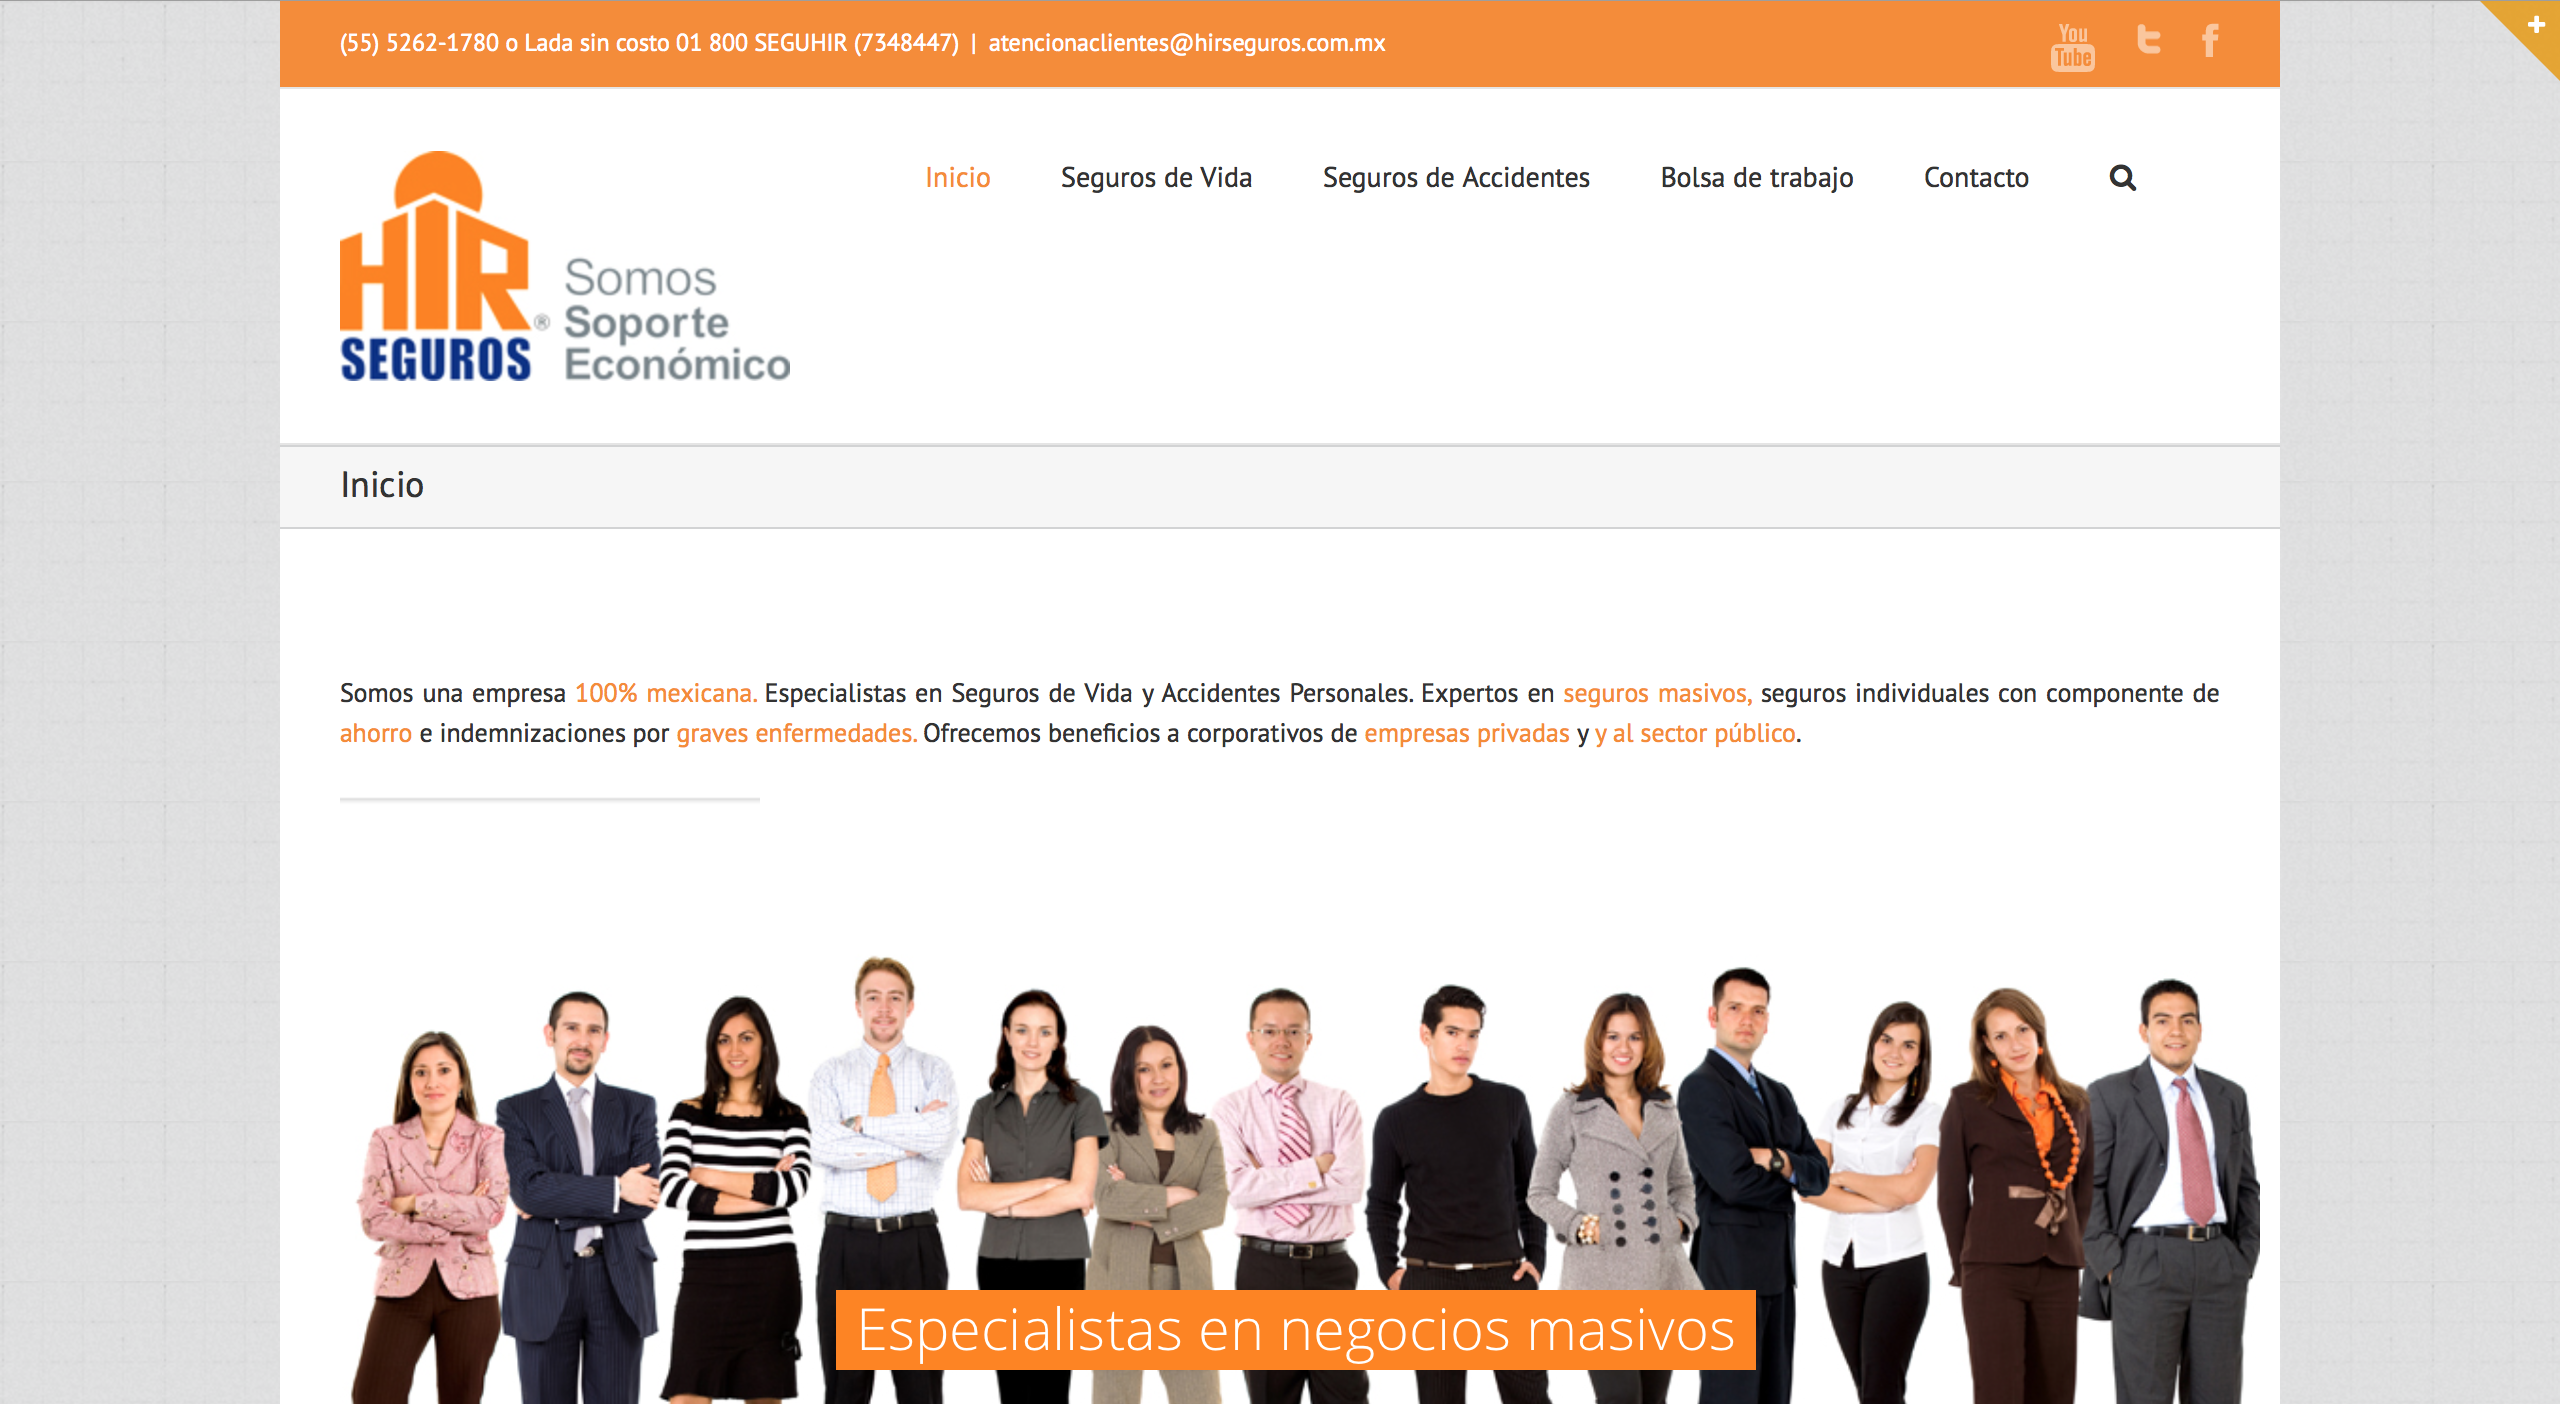 (55) 5262-1780 o Lada sin costo 01 800 SEGUHIR (7348447) | atencionaclientes@hirseguros.com.mx
You
Tube
HIR
SEGUROS
®
Somos
Soporte
Económico
Inicio Seguros de Vida Seguros de Accidentes Bolsa de trabajo Contacto
Inicio
Somos una empresa 100% mexicana. Especialistas en Seguros de Vida y Accidentes Personales. Expertos en seguros masivos, seguros individuales con componente de
ahorro e indemnizaciones por graves enfermedades. Ofrecemos beneficios a corporativos de empresas privadas y y al sector público.
Especialistas en negocios masivos